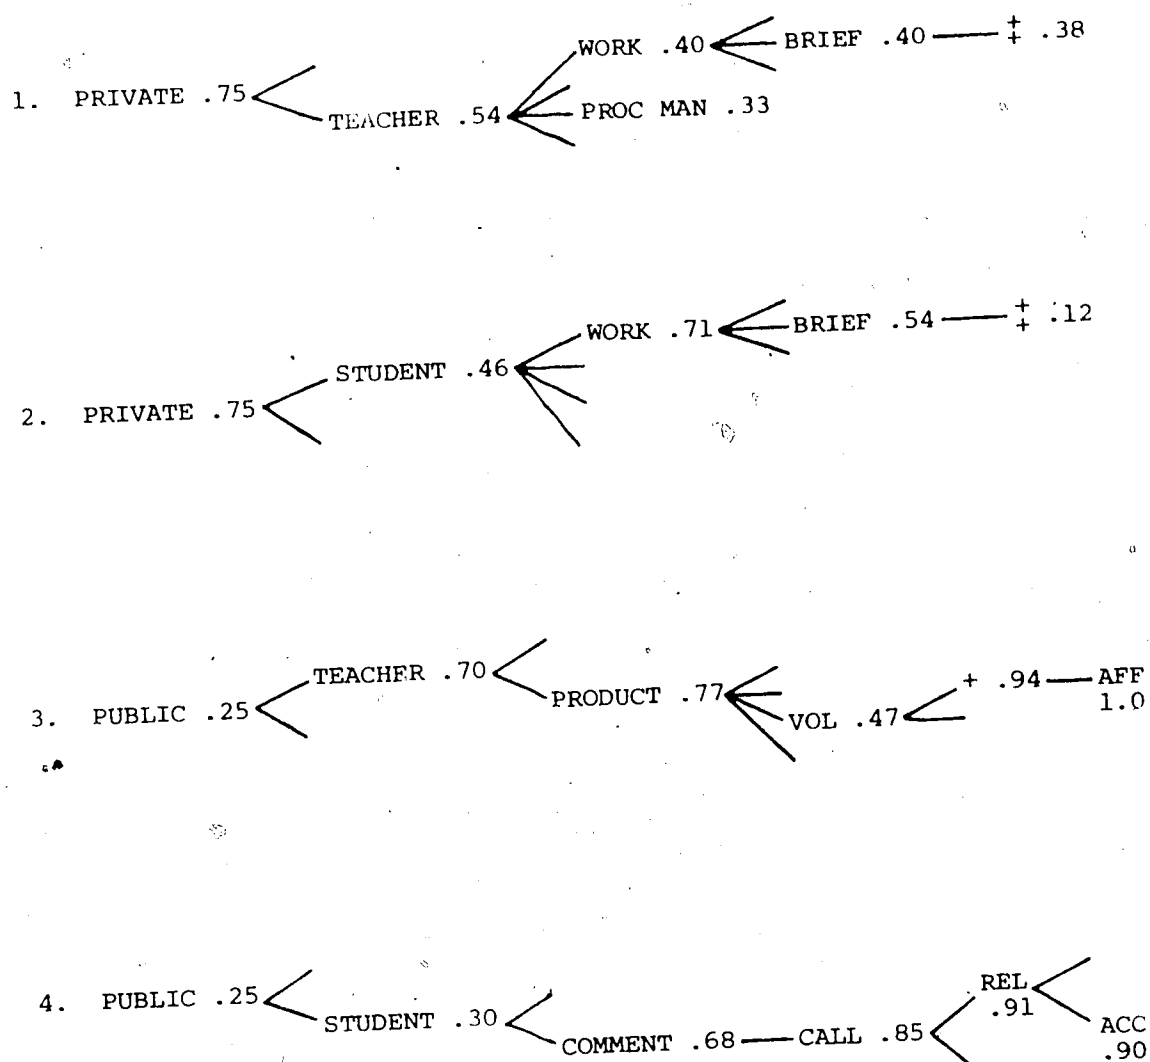 1. PRIVATE .75 TEACHER .54 WORK .40 BRIEF .40 ‡ .38
PROC MAN .33
2. PRIVATE .75 STUDENT .46 WORK .71 BRIEF .54 + + .12
3. PUBLIC .25 TEACHER .70 PRODUCT .77 VOL .47 + .94 AFF 1.0
4. PUBLIC .25 STUDENT .30 COMMENT .68 CALL .85 REL .91 ACC .90